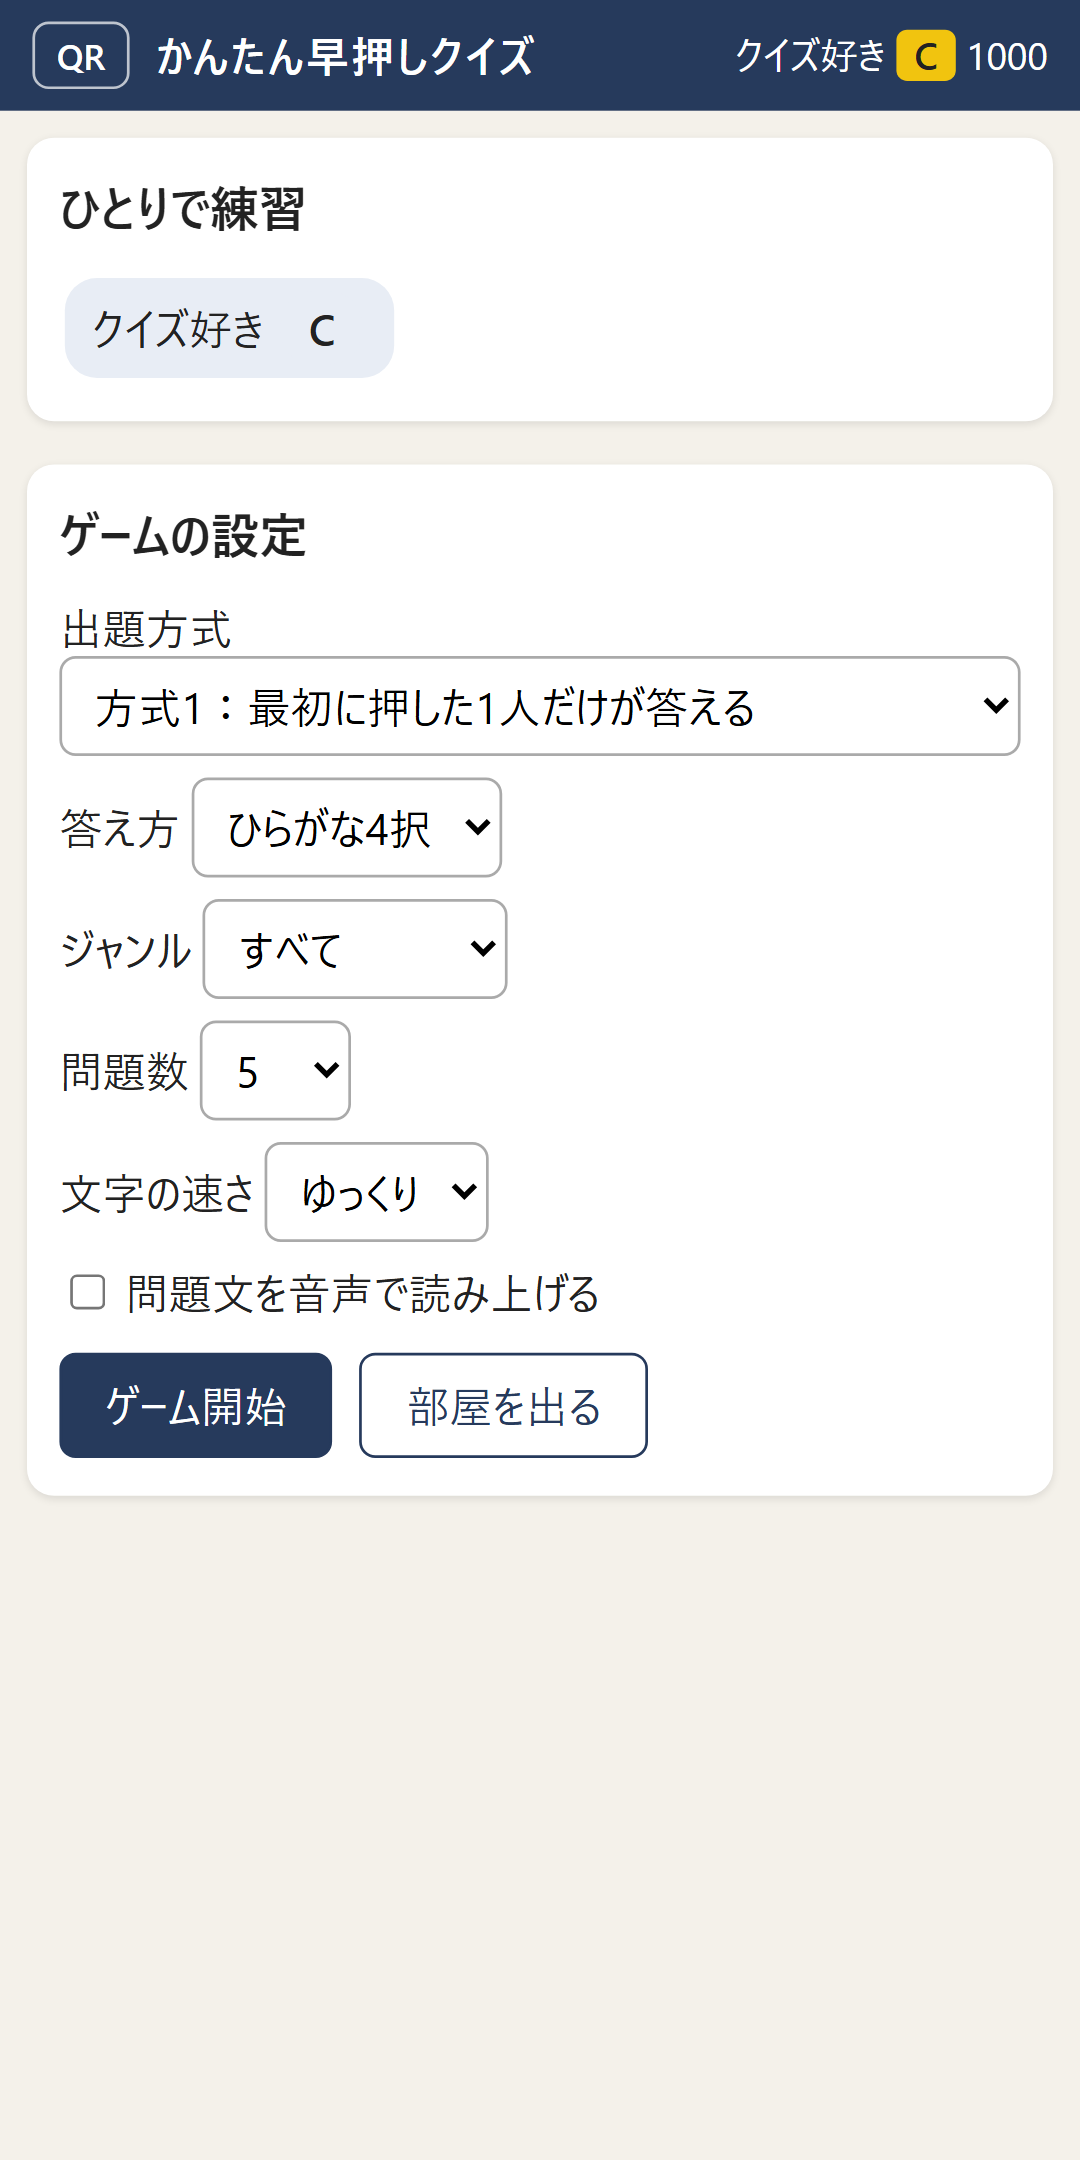 QR かんたん早押しクイズ クイズ好き C 1000
ひとりで練習
クイズ好き C
ゲームの設定
出題方式
方式1：最初に押した1人だけが答える
答え方 ひらがな4択
ジャンル すべて
問題数 5
文字の速さ ゆっくり
問題文を音声で読み上げる
ゲーム開始 部屋を出る